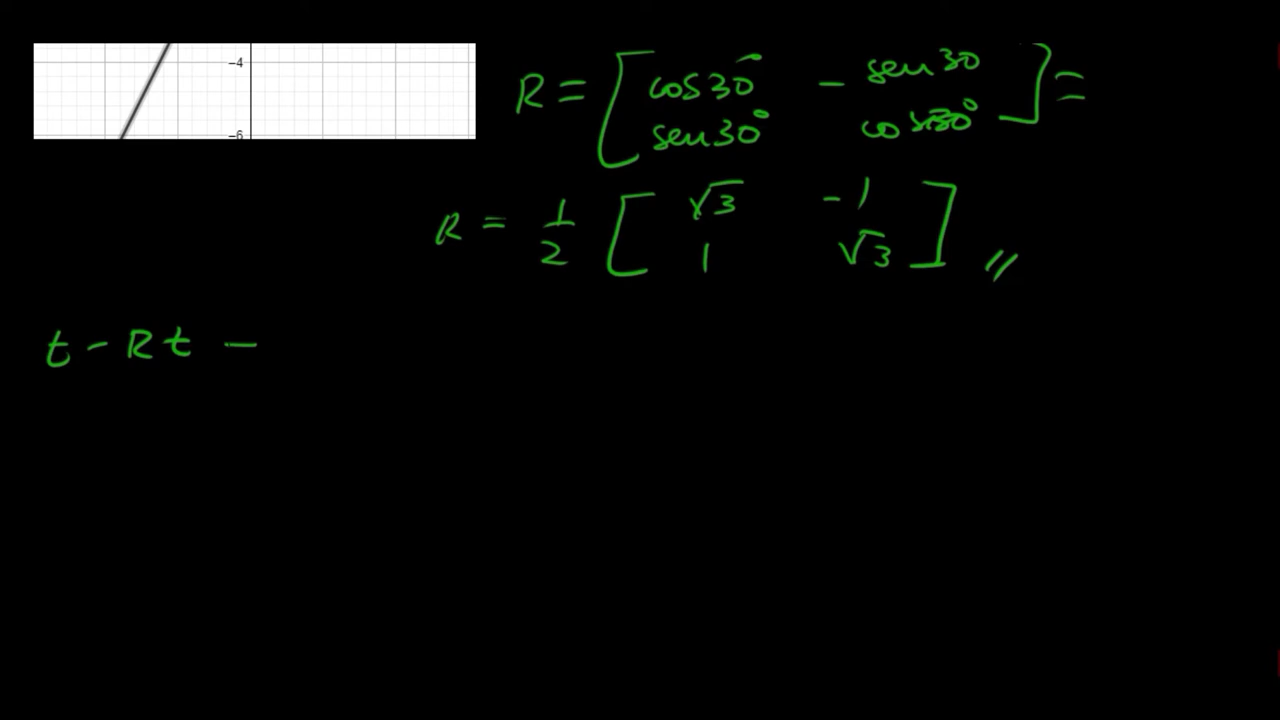 -4
-6
R = [ cos30° - sen30
sen30° cos30° ] =
R = 1/2 [ √3 -1
1 √3 ] //
t - Rt -